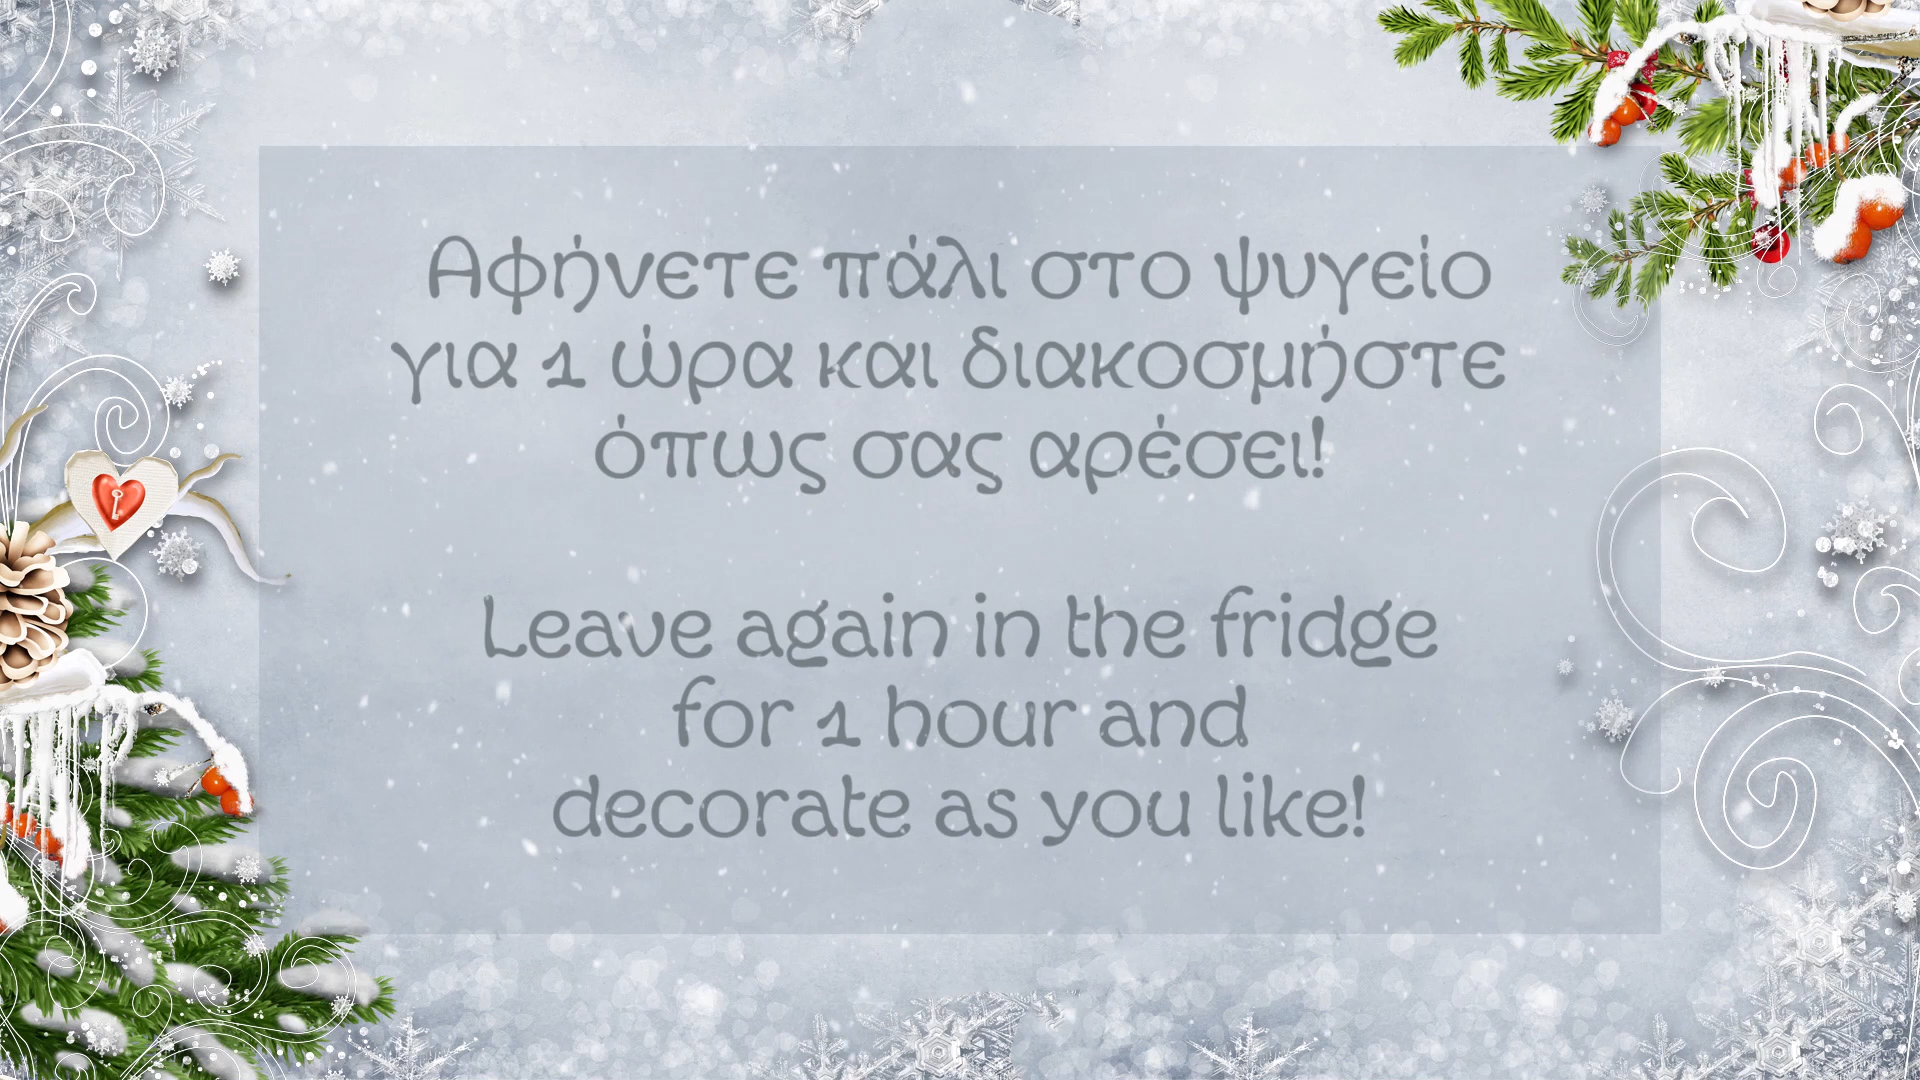 Αφήνετε πάλι στο ψυγείο
για 1 ώρα και διακοσμήστε
όπως σας αρέσει!
Leave again in the fridge
for 1 hour and
decorate as you like!